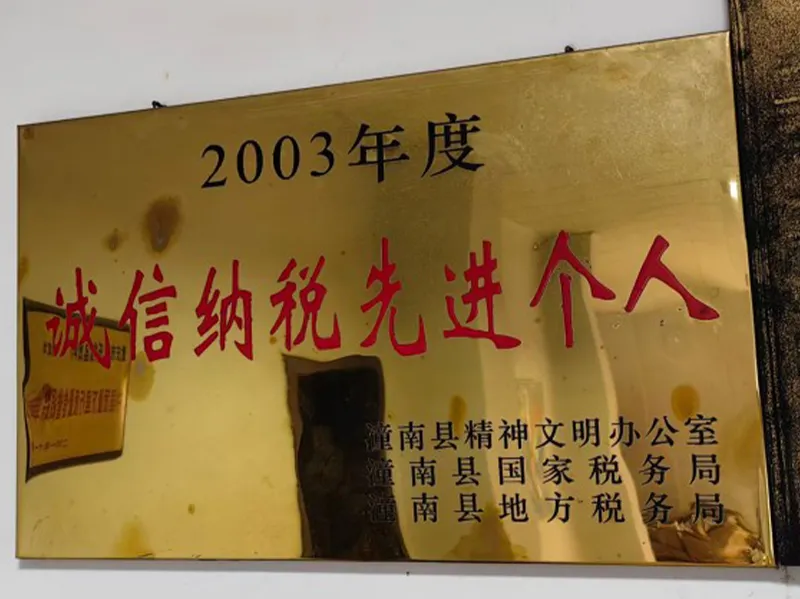 2003年度
诚信纳税先进个人
潼南县精神文明办公室
潼南县国家税务局
潼南县地方税务局